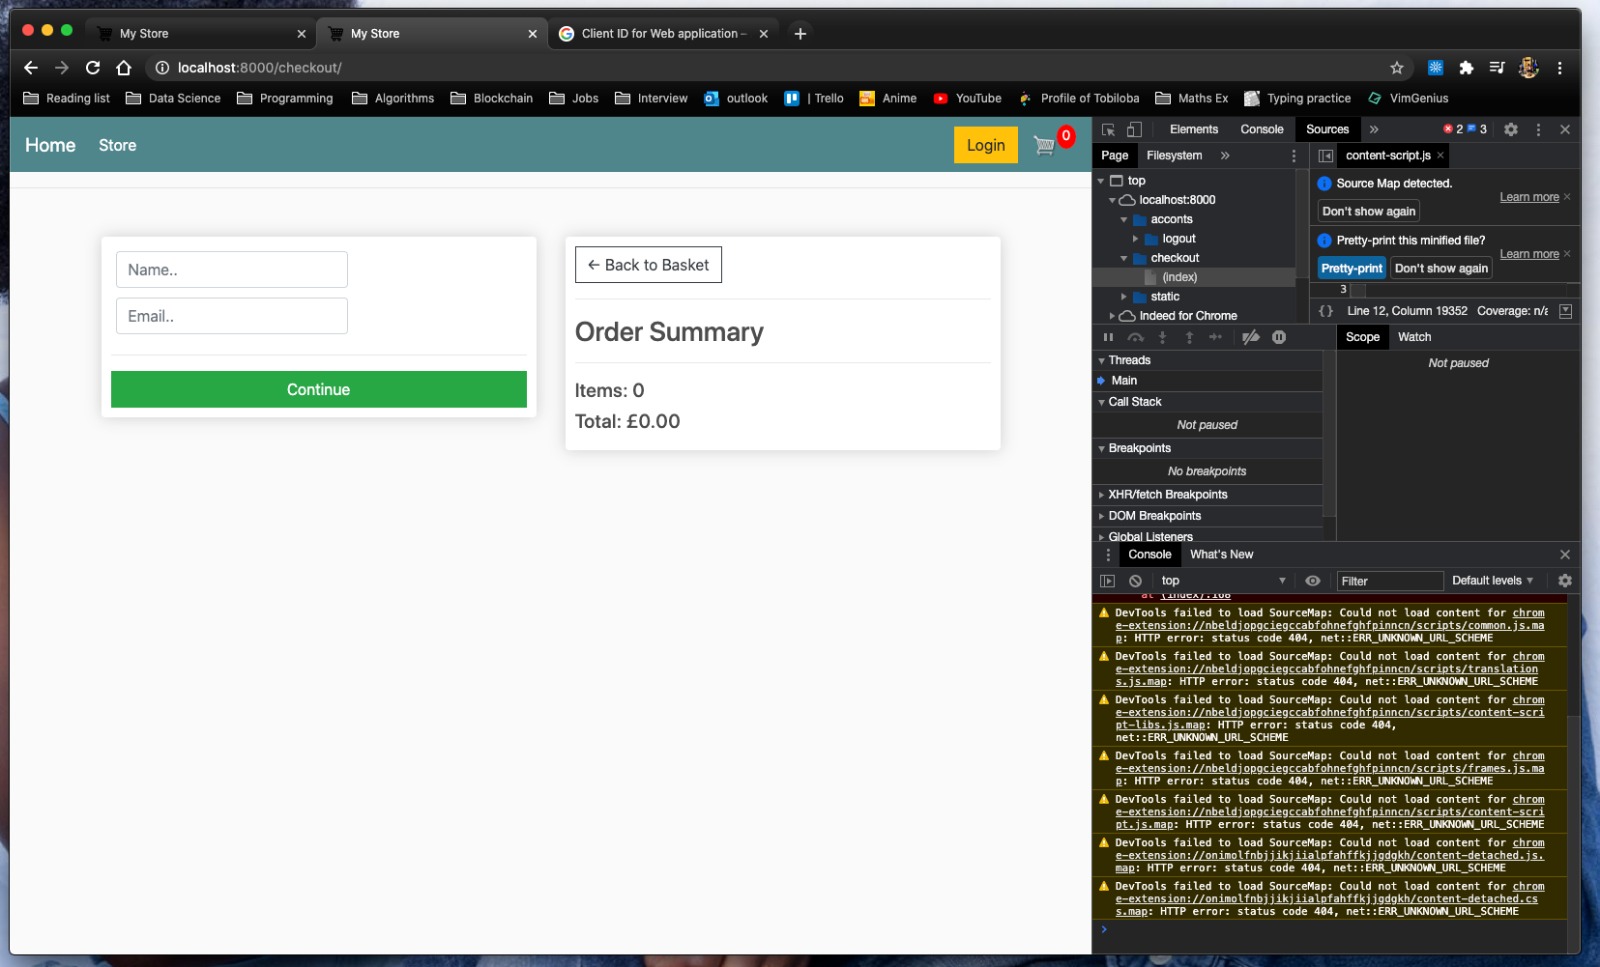 My Store
My Store
Client ID for Web application –
localhost:8000/checkout/
Reading list Data Science Programming Algorithms Blockchain Jobs Interview outlook | Trello Anime YouTube Profile of Tobiloba Maths Ex Typing practice VimGenius
Home Store Login 0
Name..
Email..
Continue
← Back to Basket
Order Summary
Items: 0
Total: £0.00
Elements Console Sources » 2 3
Page Filesystem »
top
localhost:8000
acconts
logout
checkout
(index)
static
Indeed for Chrome
content-script.js
Source Map detected.
Learn more
Don't show again
Pretty-print this minified file?
Learn more
Pretty-print Don't show again
3
{} Line 12, Column 19352 Coverage: n/a
Threads
Main
Call Stack
Not paused
Breakpoints
No breakpoints
XHR/fetch Breakpoints
DOM Breakpoints
Global Listeners
Scope Watch
Not paused
Console What's New
top Filter Default levels
at (index):168
DevTools failed to load SourceMap: Could not load content for chrom
e-extension://nbeldjopgciegccabfohnefghfpinncn/scripts/common.js.ma
p: HTTP error: status code 404, net::ERR_UNKNOWN_URL_SCHEME
DevTools failed to load SourceMap: Could not load content for chrom
e-extension://nbeldjopgciegccabfohnefghfpinncn/scripts/translation
s.js.map: HTTP error: status code 404, net::ERR_UNKNOWN_URL_SCHEME
DevTools failed to load SourceMap: Could not load content for chrom
e-extension://nbeldjopgciegccabfohnefghfpinncn/scripts/content-scri
pt-libs.js.map: HTTP error: status code 404,
net::ERR_UNKNOWN_URL_SCHEME
DevTools failed to load SourceMap: Could not load content for chrom
e-extension://nbeldjopgciegccabfohnefghfpinncn/scripts/frames.js.ma
p: HTTP error: status code 404, net::ERR_UNKNOWN_URL_SCHEME
DevTools failed to load SourceMap: Could not load content for chrom
e-extension://nbeldjopgciegccabfohnefghfpinncn/scripts/content-scri
pt.js.map: HTTP error: status code 404, net::ERR_UNKNOWN_URL_SCHEME
DevTools failed to load SourceMap: Could not load content for chrom
e-extension://onimolfnbjjikjiialpfahffkjjgdgkh/content-detached.js.
map: HTTP error: status code 404, net::ERR_UNKNOWN_URL_SCHEME
DevTools failed to load SourceMap: Could not load content for chrom
e-extension://onimolfnbjjikjiialpfahffkjjgdgkh/content-detached.cs
s.map: HTTP error: status code 404, net::ERR_UNKNOWN_URL_SCHEME